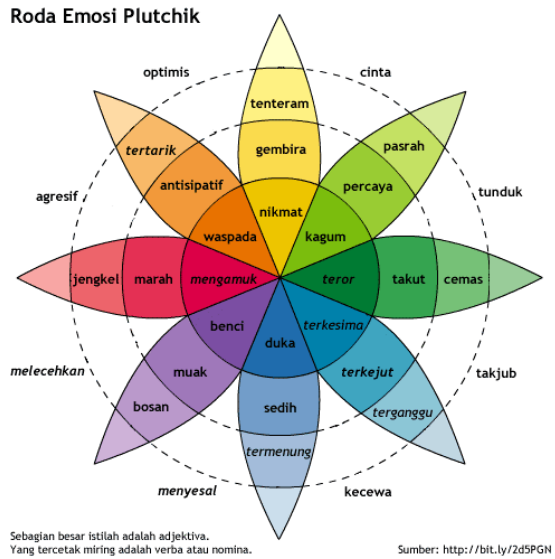 Roda Emosi Plutchik
optimis
cinta
tenteram
tertarik
gembira
pasrah
antisipatif
percaya
agresif
tunduk
nikmat
waspada
kagum
jengkel
marah
mengamuk
teror
takut
cemas
benci
terkesima
duka
muak
terkejut
melecehkan
takjub
bosan
sedih
terganggu
termenung
menyesal
kecewa
Sebagian besar istilah adalah adjektiva.
Yang tercetak miring adalah verba atau nomina.
Sumber: http://bit.ly/2d5PGN